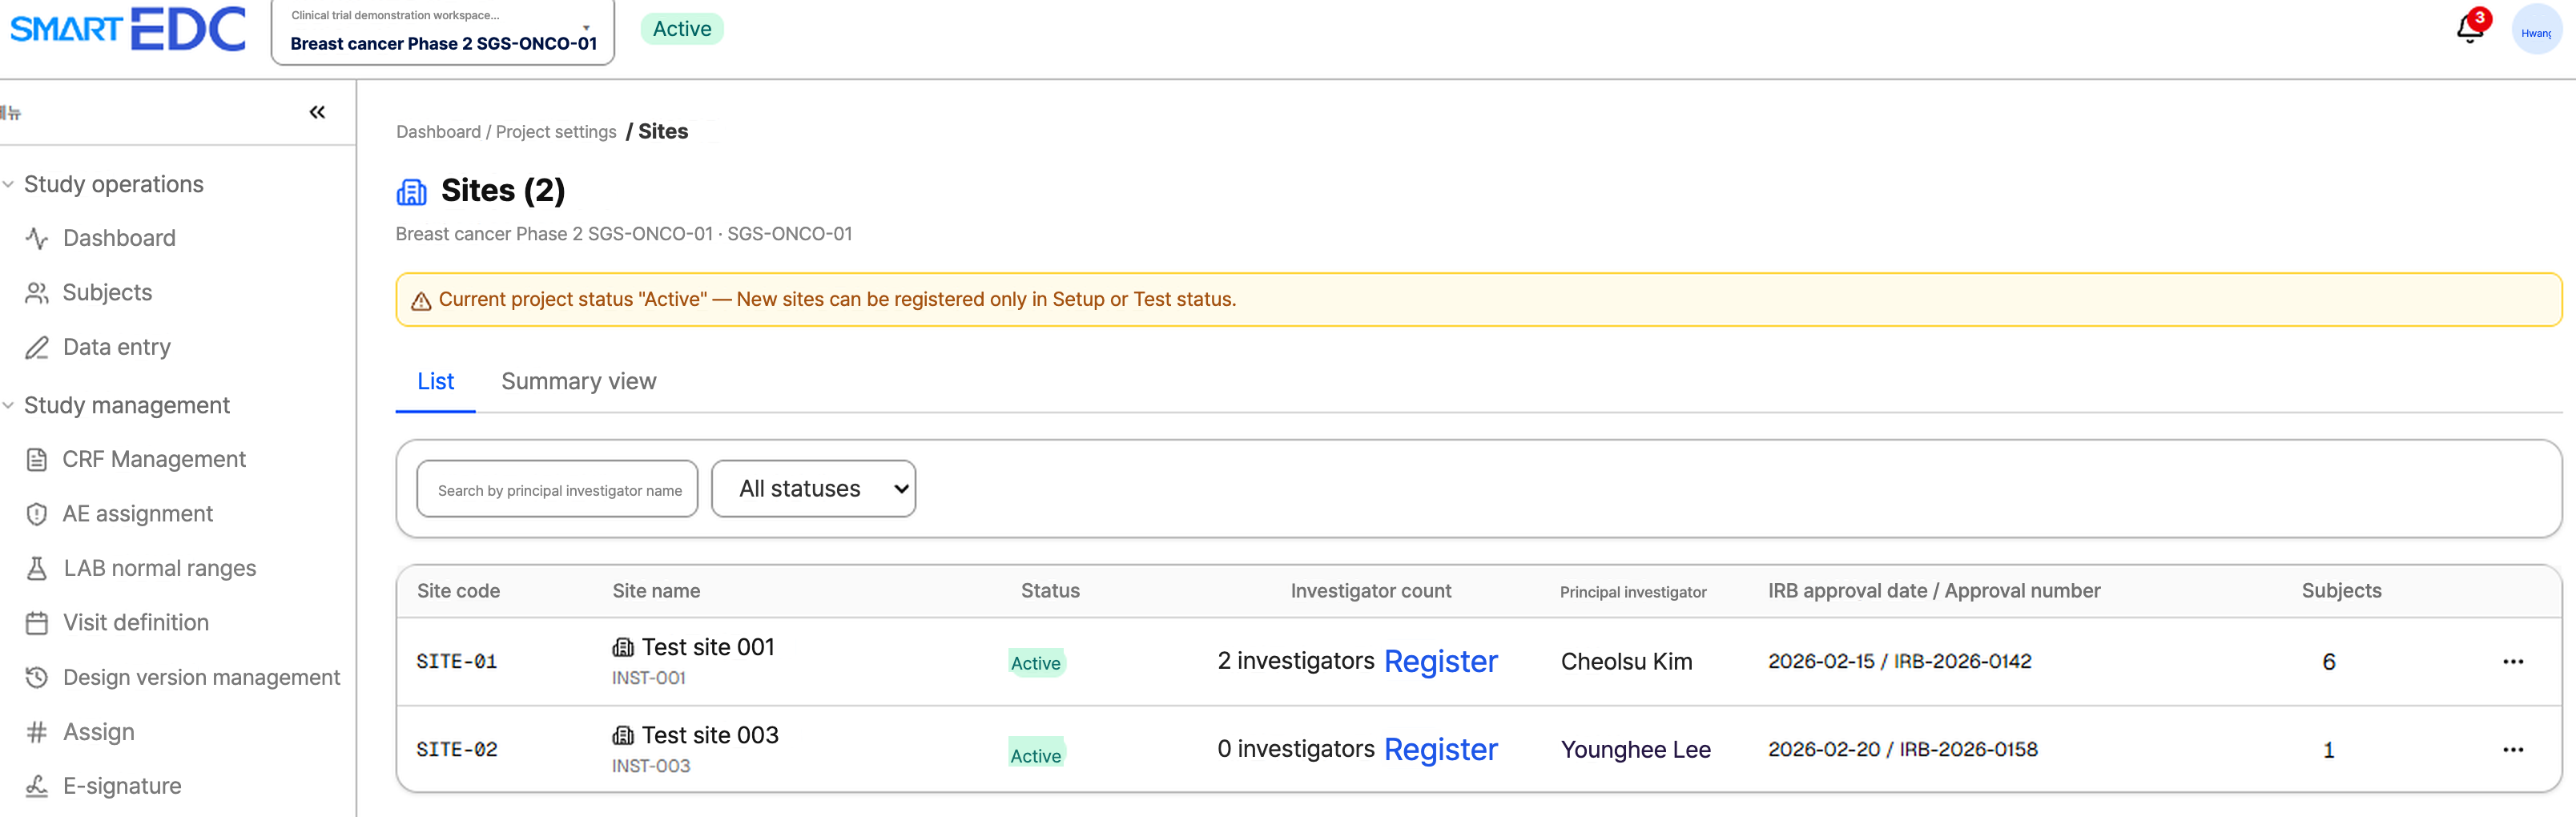 SMART EDC
Clinical trial demonstration workspace...
Breast cancer Phase 2 SGS-ONCO-01
Active
3
Hwang
메뉴
Study operations
Dashboard
Subjects
Data entry
Study management
CRF Management
AE assignment
LAB normal ranges
Visit definition
Design version management
Assign
E-signature
Dashboard / Project settings / Sites
Sites (2)
Breast cancer Phase 2 SGS-ONCO-01 · SGS-ONCO-01
Current project status "Active" — New sites can be registered only in Setup or Test status.
List Summary view
Search by principal investigator name All statuses
Site code Site name Status Investigator count Principal investigator IRB approval date / Approval number Subjects
SITE-01 Test site 001 Active 2 investigators Register Cheolsu Kim 2026-02-15 / IRB-2026-0142 6
INST-001
SITE-02 Test site 003 Active 0 investigators Register Younghee Lee 2026-02-20 / IRB-2026-0158 1
INST-003